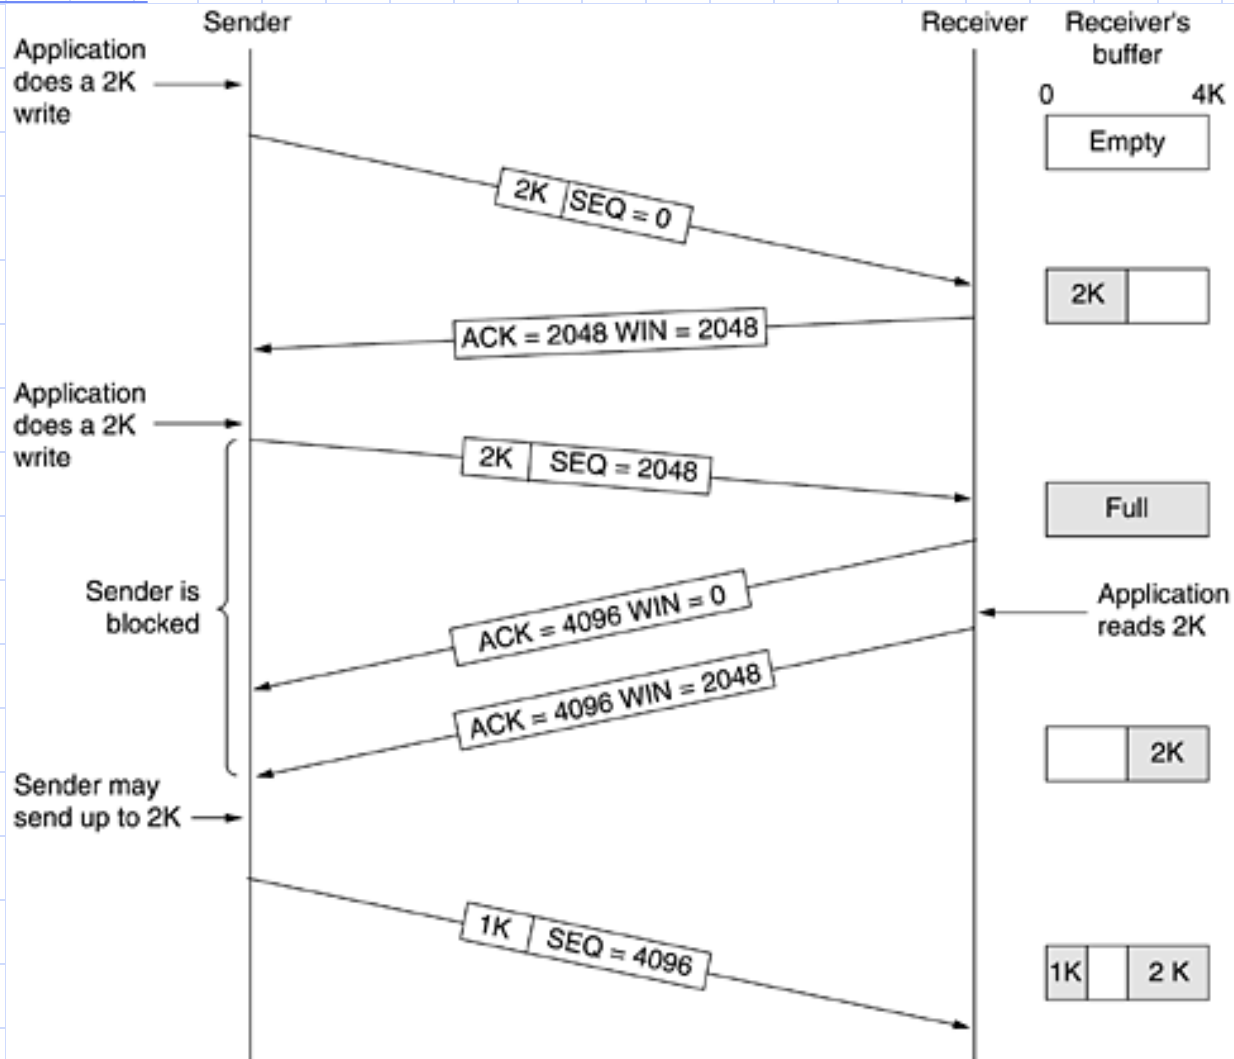 Sender
Receiver
Receiver's
buffer
Application
does a 2K
write
0 4K
Empty
2K SEQ = 0
2K
ACK = 2048 WIN = 2048
Application
does a 2K
write
2K SEQ = 2048
Full
Sender is
blocked
ACK = 4096 WIN = 0
Application
reads 2K
ACK = 4096 WIN = 2048
2K
Sender may
send up to 2K
1K SEQ = 4096
1K 2 K